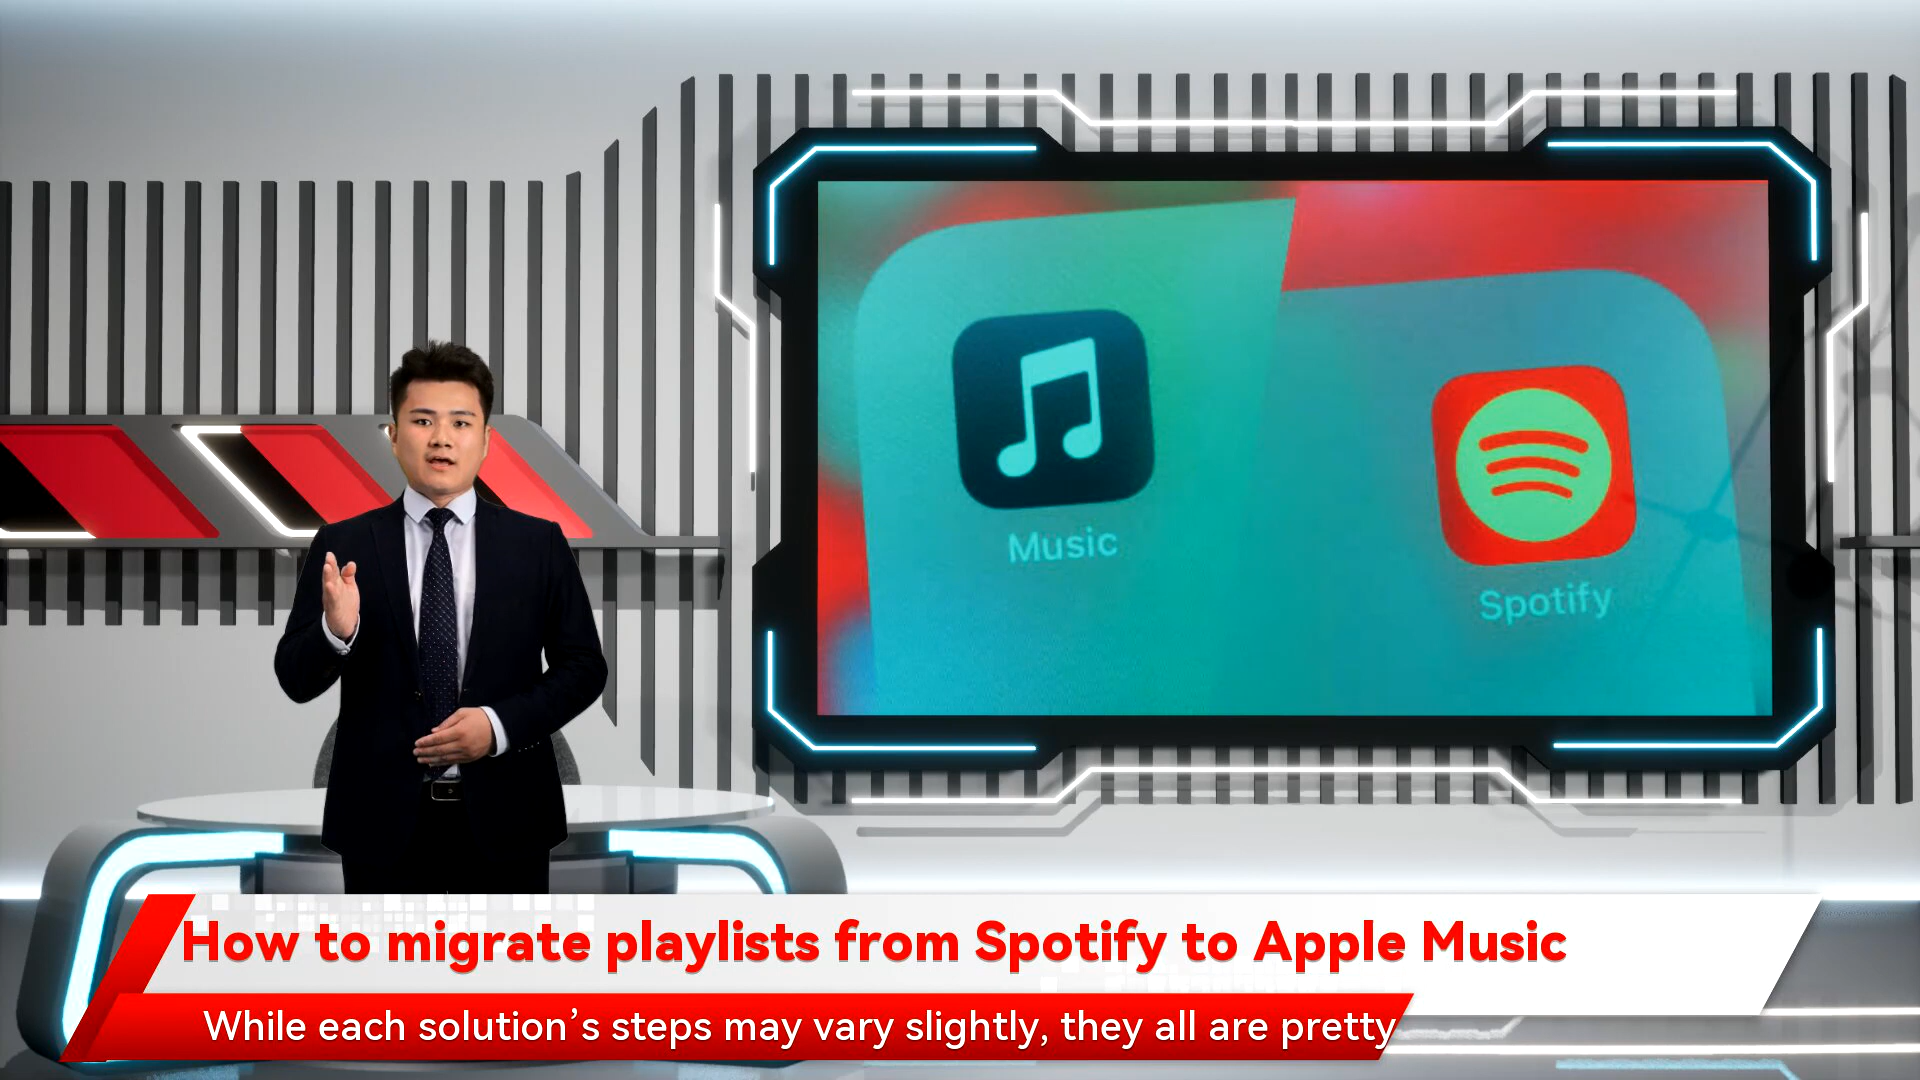 Music
Spotify
How to migrate playlists from Spotify to Apple Music
While each solution’s steps may vary slightly, they all are pretty